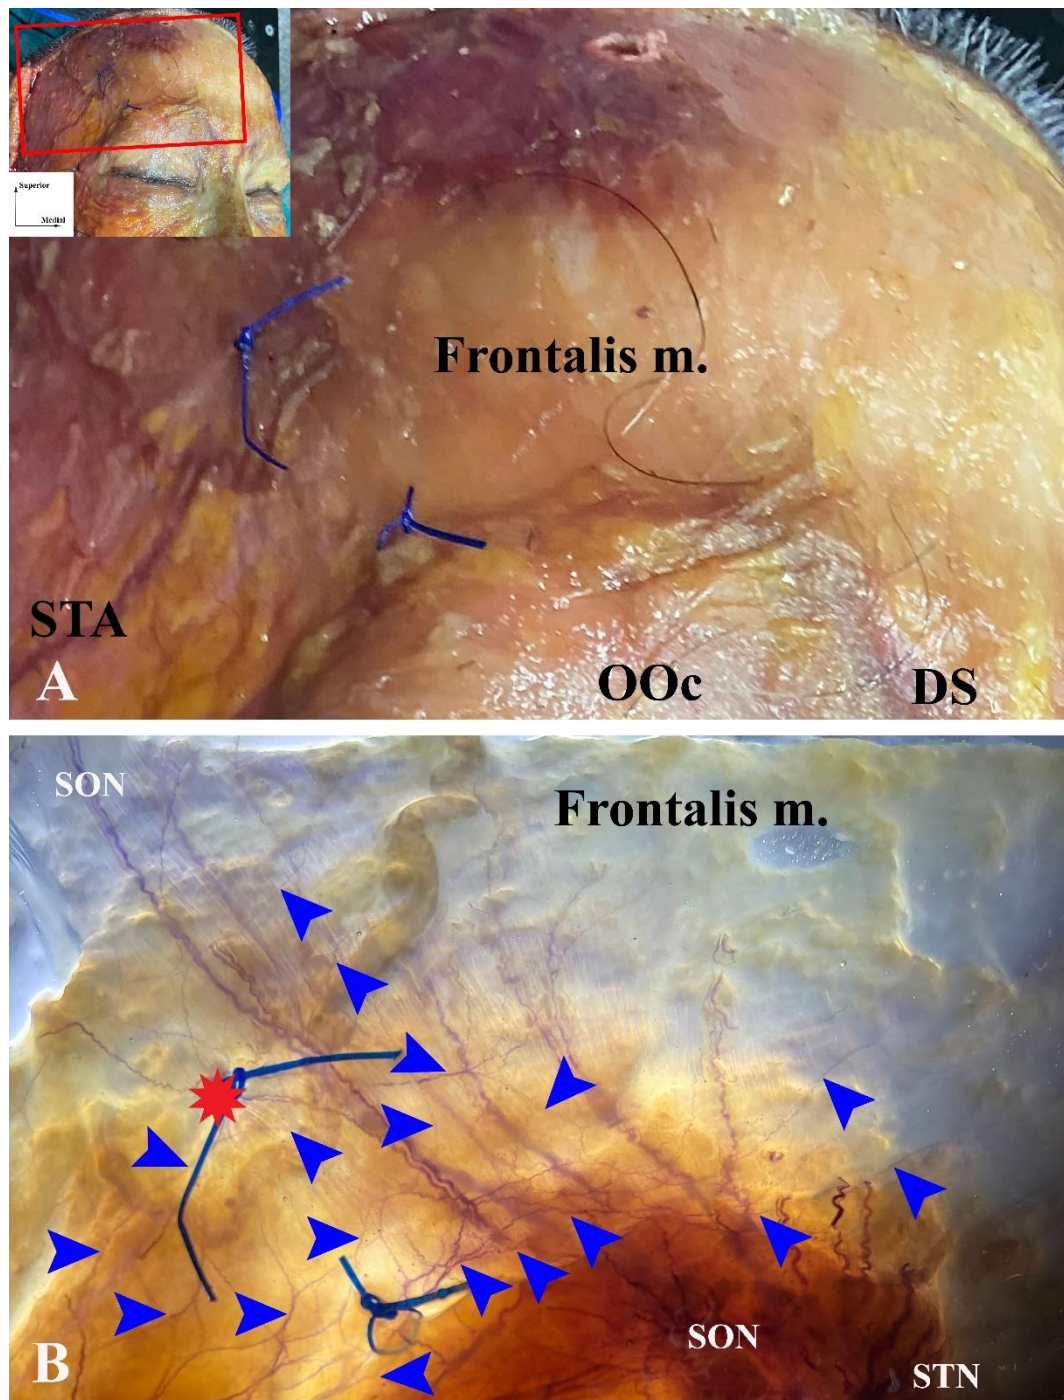 Superior
Medial
Frontalis m.
STA
A
OOc
DS
SON
Frontalis m.
B
SON
STN